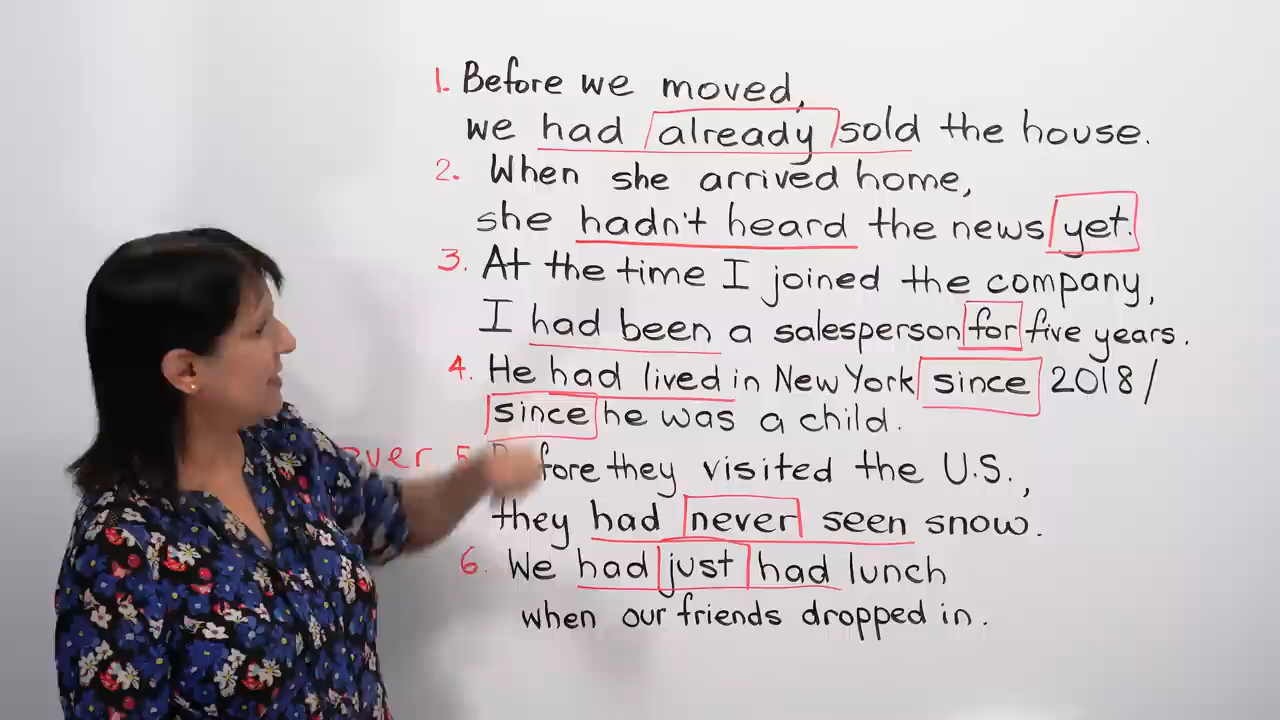 1. Before we moved,
we had already sold the house.
2. When she arrived home,
she hadn't heard the news yet.
3. At the time I joined the company,
I had been a salesperson for five years.
4. He had lived in New York since 2018/
since he was a child.
they visited the U.S.,
they had never seen snow.
6. We had just had lunch
when our friends dropped in.